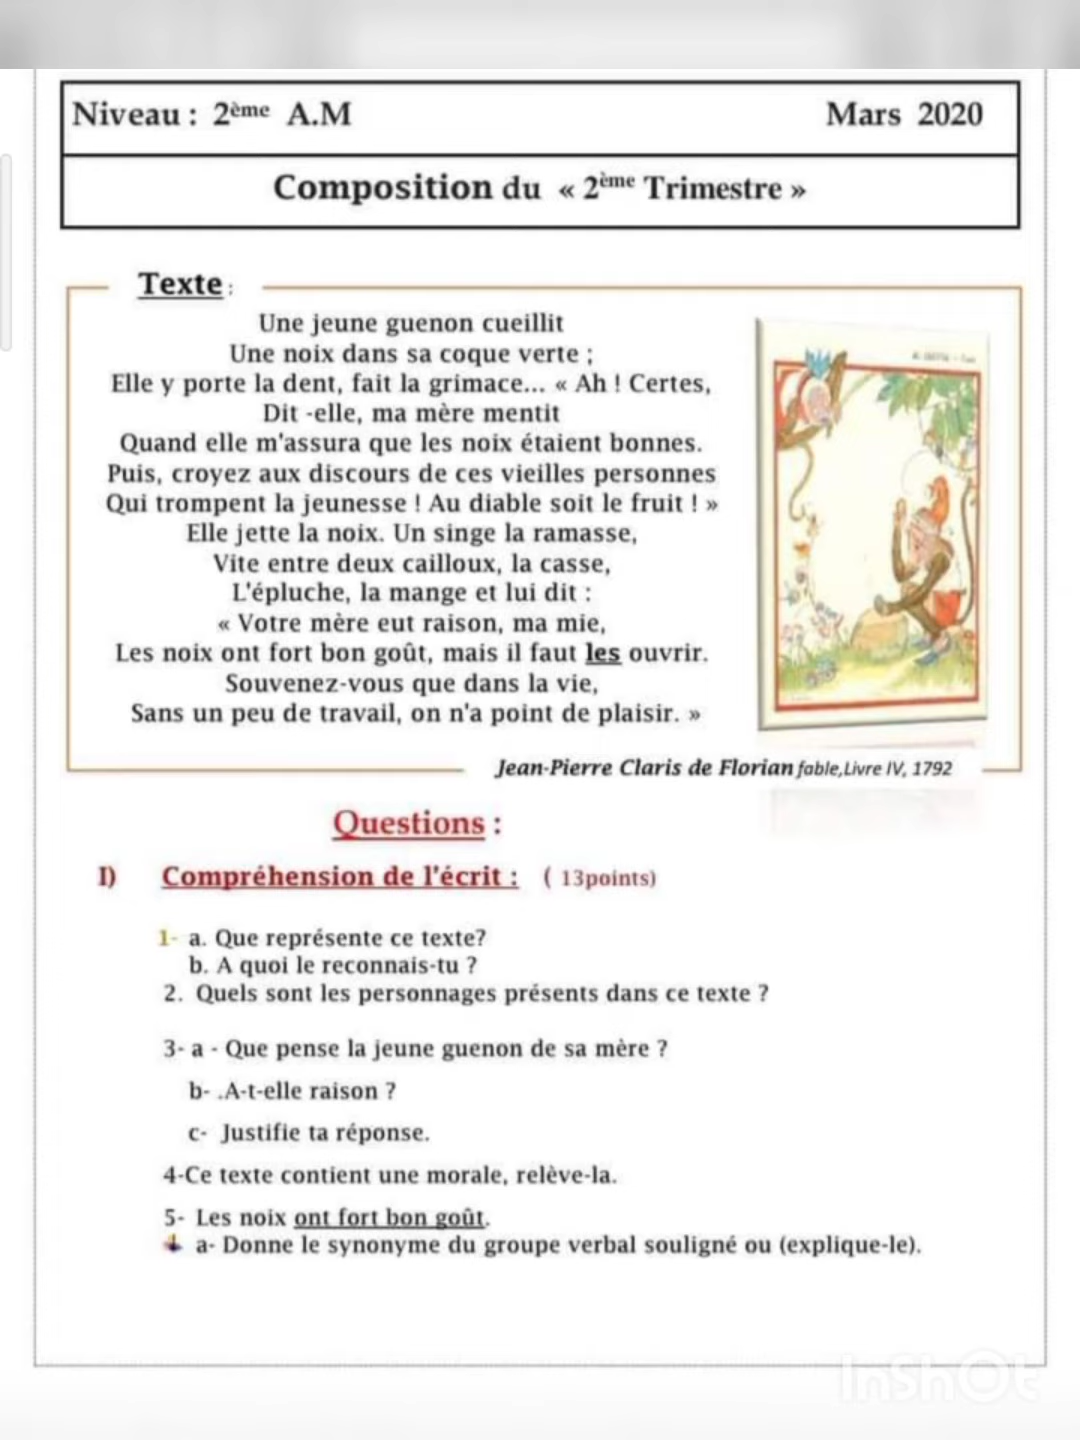 Niveau : 2ème A.M Mars 2020
Composition du « 2ème Trimestre »
Texte :
Une jeune guenon cueillit
Une noix dans sa coque verte ;
Elle y porte la dent, fait la grimace... « Ah ! Certes,
Dit -elle, ma mère mentit
Quand elle m'assura que les noix étaient bonnes.
Puis, croyez aux discours de ces vieilles personnes
Qui trompent la jeunesse ! Au diable soit le fruit ! »
Elle jette la noix. Un singe la ramasse,
Vite entre deux cailloux, la casse,
L'épluche, la mange et lui dit :
« Votre mère eut raison, ma mie,
Les noix ont fort bon goût, mais il faut les ouvrir.
Souvenez-vous que dans la vie,
Sans un peu de travail, on n'a point de plaisir. »
Jean-Pierre Claris de Florian fable,Livre IV, 1792
Questions :
I) Compréhension de l'écrit : ( 13points)
1- a. Que représente ce texte?
b. A quoi le reconnais-tu ?
2. Quels sont les personnages présents dans ce texte ?
3- a - Que pense la jeune guenon de sa mère ?
b- .A-t-elle raison ?
c- Justifie ta réponse.
4-Ce texte contient une morale, relève-la.
5- Les noix ont fort bon goût.
a- Donne le synonyme du groupe verbal souligné ou (explique-le).
InShOt